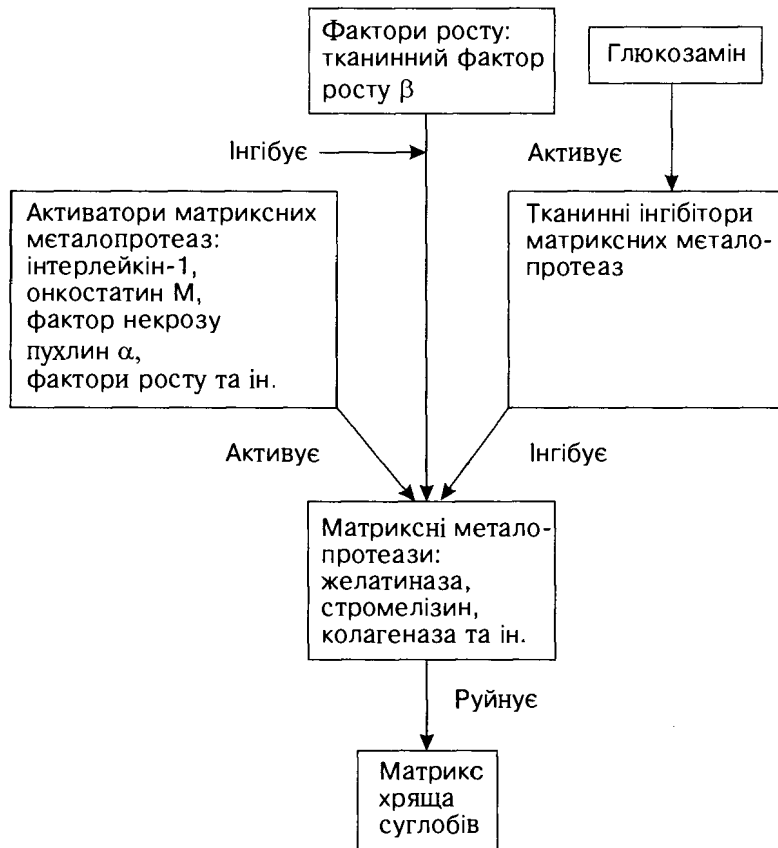 Фактори росту:
тканинний фактор
росту β
Глюкозамін
Інгібує
Активує
Активатори матриксних
металопротеаз:
інтерлейкін-1,
онкостатин М,
фактор некрозу
пухлин α,
фактори росту та ін.
Тканинні інгібітори
матриксних метало-
протеаз
Активує
Інгібує
Матриксні метало-
протеази:
желатиназа,
стромелізин,
колагеназа та ін.
Руйнує
Матрикс
хряща
суглобів